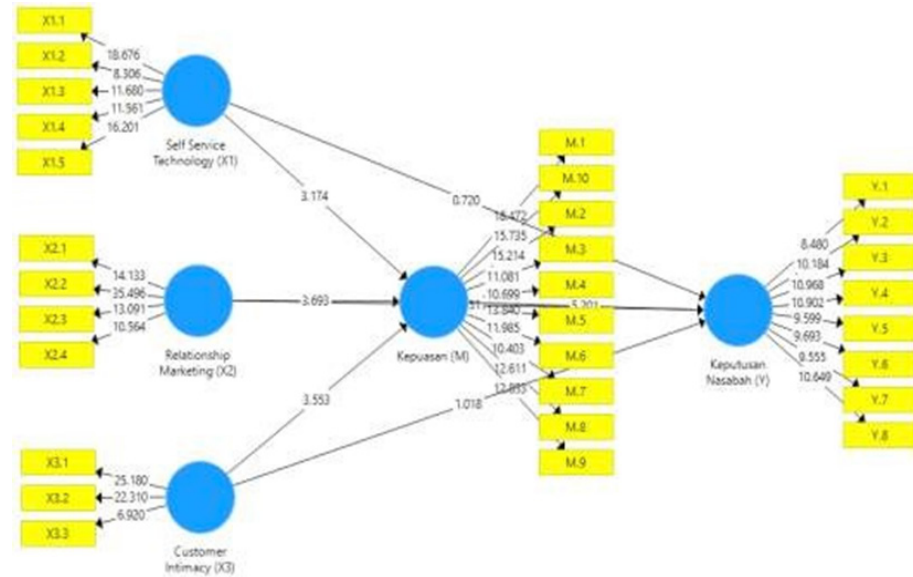 X1.1
X1.2
X1.3
X1.4
X1.5
18.676
8.306
11.680
11.561
16.201
Self Service
Technology (X1)
3.174
0.720
X2.1
X2.2
X2.3
X2.4
14.133
35.496
13.091
10.564
Relationship
Marketing (X2)
3.693
X3.1
X3.2
X3.3
25.180
22.310
6.920
Customer
Intimacy (X3)
3.553
1.018
Kepuasan (M)
M.1
M.10
M.2
M.3
M.4
M.5
M.6
M.7
M.8
M.9
18.472
15.735
15.214
11.081
10.699
13.840
11.985
10.403
12.611
12.833
5.201
Keputusan
Nasabah (Y)
8.480
10.184
10.968
10.902
9.599
9.693
9.555
10.649
Y.1
Y.2
Y.3
Y.4
Y.5
Y.6
Y.7
Y.8